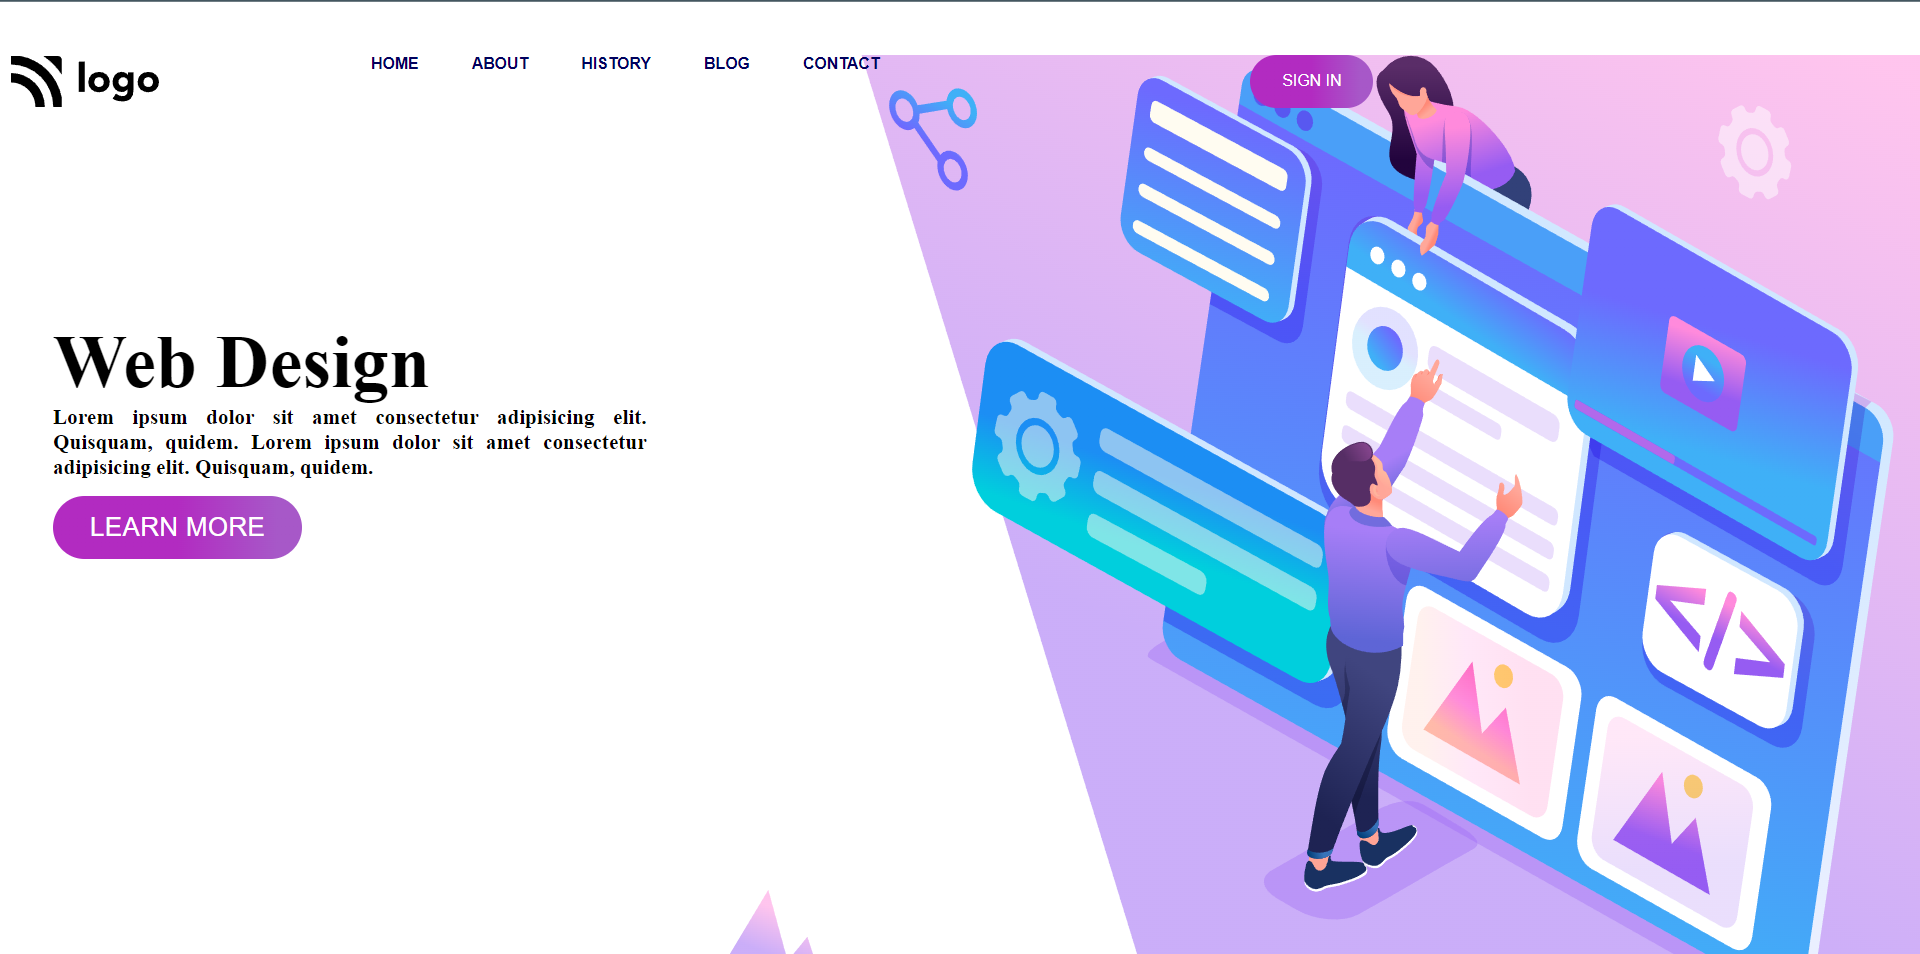 logo
HOME ABOUT HISTORY BLOG CONTACT
SIGN IN
Web Design
Lorem ipsum dolor sit amet consectetur adipisicing elit.
Quisquam, quidem. Lorem ipsum dolor sit amet consectetur
adipisicing elit. Quisquam, quidem.
LEARN MORE
</>